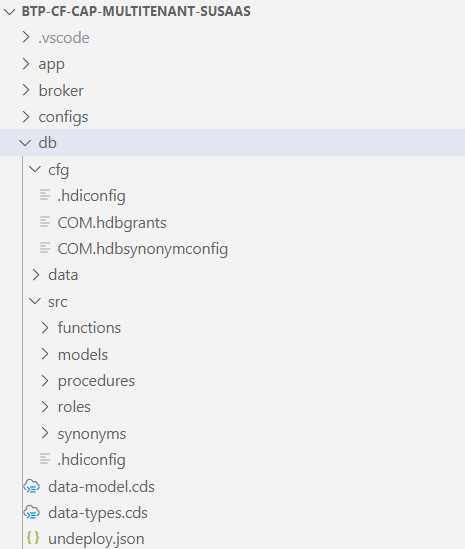 BTP-CF-CAP-MULTITENANT-SUSAAS
.vscode
app
broker
configs
db
cfg
.hdiconfig
COM.hdbgrants
COM.hdbsynonymconfig
data
src
functions
models
procedures
roles
synonyms
.hdiconfig
data-model.cds
data-types.cds
{ } undeploy.json